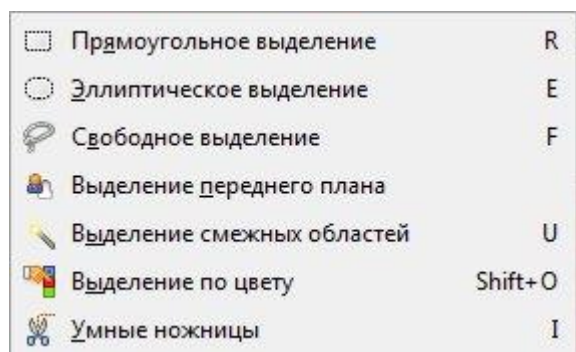 Прямоугольное выделение R
Эллиптическое выделение E
Свободное выделение F
Выделение переднего плана
Выделение смежных областей U
Выделение по цвету Shift+O
Умные ножницы I